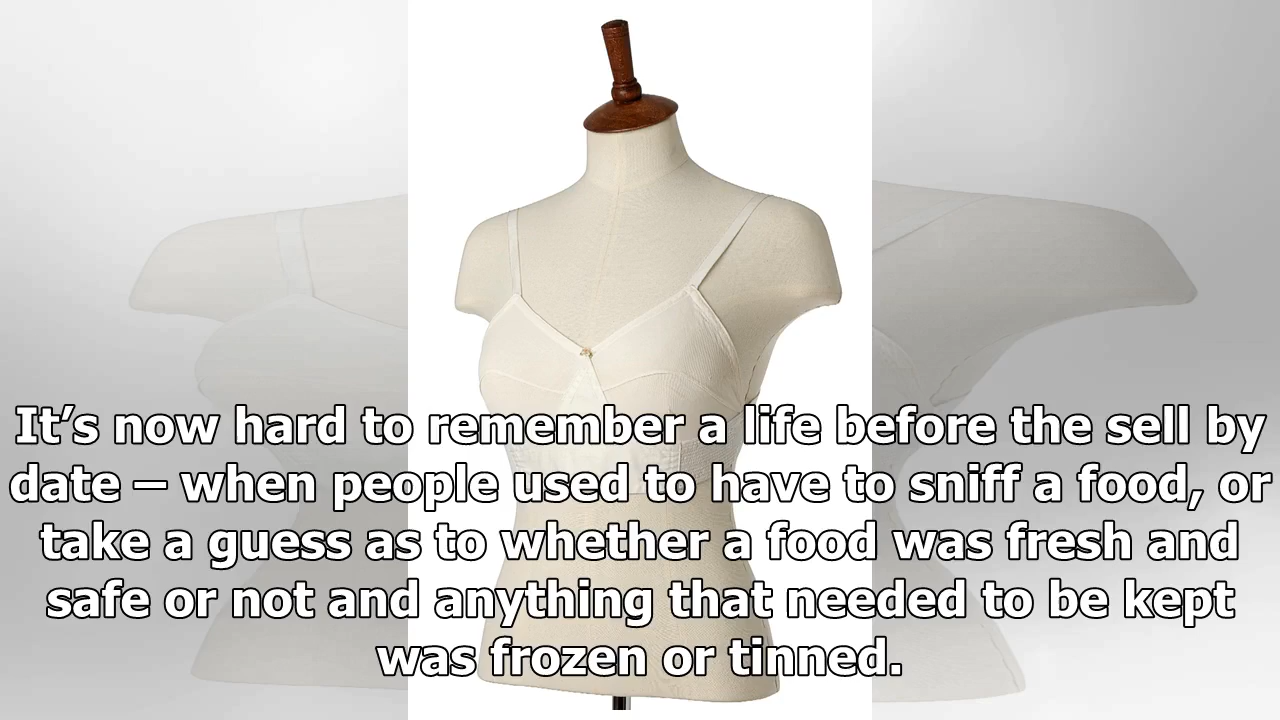 It’s now hard to remember a life before the sell by
date – when people used to have to sniff a food, or
take a guess as to whether a food was fresh and
safe or not and anything that needed to be kept
was frozen or tinned.